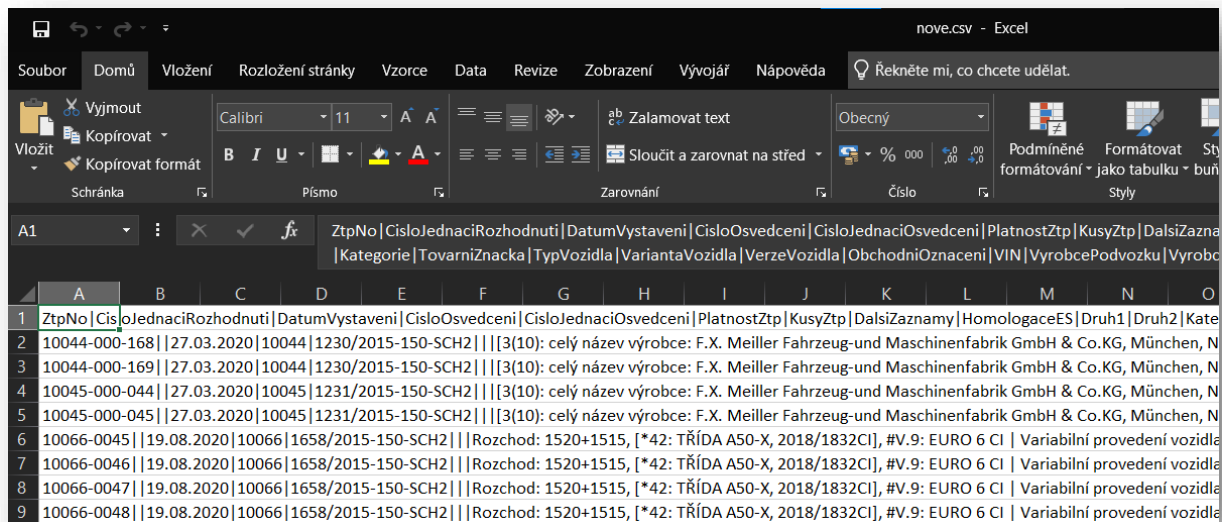 nove.csv - Excel
Soubor Domů Vložení Rozložení stránky Vzorce Data Revize Zobrazení Vývojář Nápověda Řekněte mi, co chcete udělat.
Vložit
Vyjmout
Kopírovat
Kopírovat formát
Schránka
Calibri 11 A A
B I U A
Písmo
ab Zalamovat text
Sloučit a zarovnat na střed
Zarovnání
Obecný
% 000 ,00 ,00
Číslo
Podmíněné formátování
Formátovat jako tabulku
Styly
A1 fx ZtpNo|CisloJednaciRozhodnuti|DatumVystaveni|CisloOsvedceni|CisloJednaciOsvedceni|PlatnostZtp|KusyZtp|DalsiZazna
|Kategorie|TovarniZnacka|TypVozidla|VariantaVozidla|VerzeVozidla|ObchodniOznaceni|VIN|VyrobcePodvozku|Vyrobc
A B C D E F G H I J K L M N O
1 ZtpNo|CisloJednaciRozhodnuti|DatumVystaveni|CisloOsvedceni|CisloJednaciOsvedceni|PlatnostZtp|KusyZtp|DalsiZaznamy|HomologaceES|Druh1|Druh2|Kate
2 10044-000-168||27.03.2020|10044|1230/2015-150-SCH2|||[3(10): celý název výrobce: F.X. Meiller Fahrzeug-und Maschinenfabrik GmbH & Co.KG, München, N
3 10044-000-169||27.03.2020|10044|1230/2015-150-SCH2|||[3(10): celý název výrobce: F.X. Meiller Fahrzeug-und Maschinenfabrik GmbH & Co.KG, München, N
4 10045-000-044||27.03.2020|10045|1231/2015-150-SCH2|||[3(10): celý název výrobce: F.X. Meiller Fahrzeug-und Maschinenfabrik GmbH & Co.KG, München, N
5 10045-000-045||27.03.2020|10045|1231/2015-150-SCH2|||[3(10): celý název výrobce: F.X. Meiller Fahrzeug-und Maschinenfabrik GmbH & Co.KG, München, N
6 10066-0045||19.08.2020|10066|1658/2015-150-SCH2|||Rozchod: 1520+1515, [*42: TŘÍDA A50-X, 2018/1832CI], #V.9: EURO 6 CI | Variabilní provedení vozidla
7 10066-0046||19.08.2020|10066|1658/2015-150-SCH2|||Rozchod: 1520+1515, [*42: TŘÍDA A50-X, 2018/1832CI], #V.9: EURO 6 CI | Variabilní provedení vozidla
8 10066-0047||19.08.2020|10066|1658/2015-150-SCH2|||Rozchod: 1520+1515, [*42: TŘÍDA A50-X, 2018/1832CI], #V.9: EURO 6 CI | Variabilní provedení vozidla
9 10066-0048||19.08.2020|10066|1658/2015-150-SCH2|||Rozchod: 1520+1515, [*42: TŘÍDA A50-X, 2018/1832CI], #V.9: EURO 6 CI | Variabilní provedení vozidla